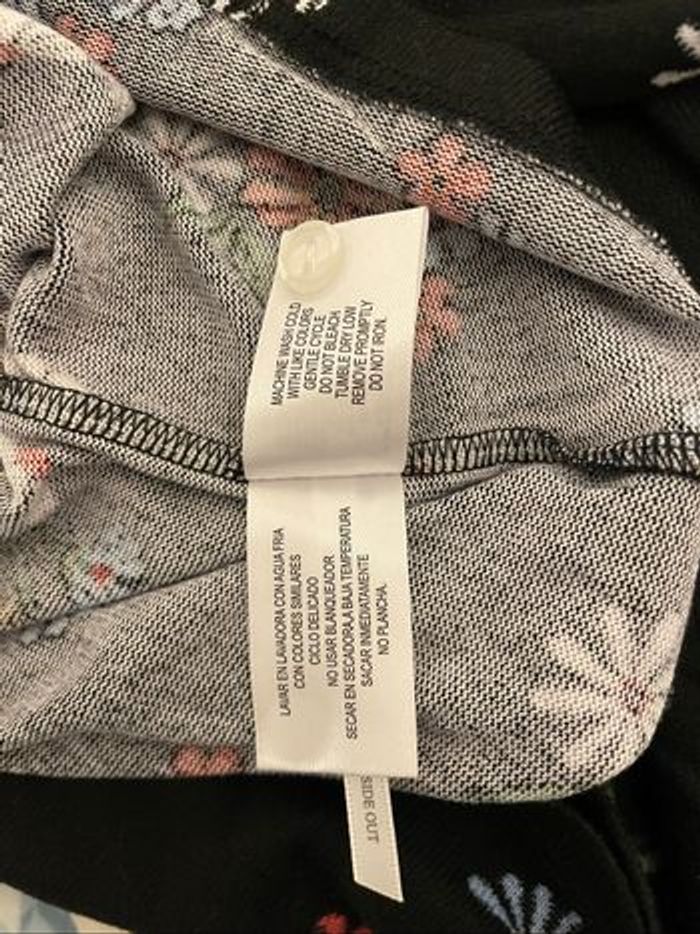 MACHINE WASH COLD
WITH LIKE COLORS
GENTLE CYCLE
DO NOT BLEACH
TUMBLE DRY LOW
REMOVE PROMPTLY
DO NOT IRON.
LAVAR EN LAVADORA CON AGUA FRIA
CON COLORES SIMILARES
CICLO DELICADO
NO USAR BLANQUEADOR
SECAR EN SECADORA A BAJA TEMPERATURA
SACAR INMEDIATAMENTE
NO PLANCHA.
SIDE OUT